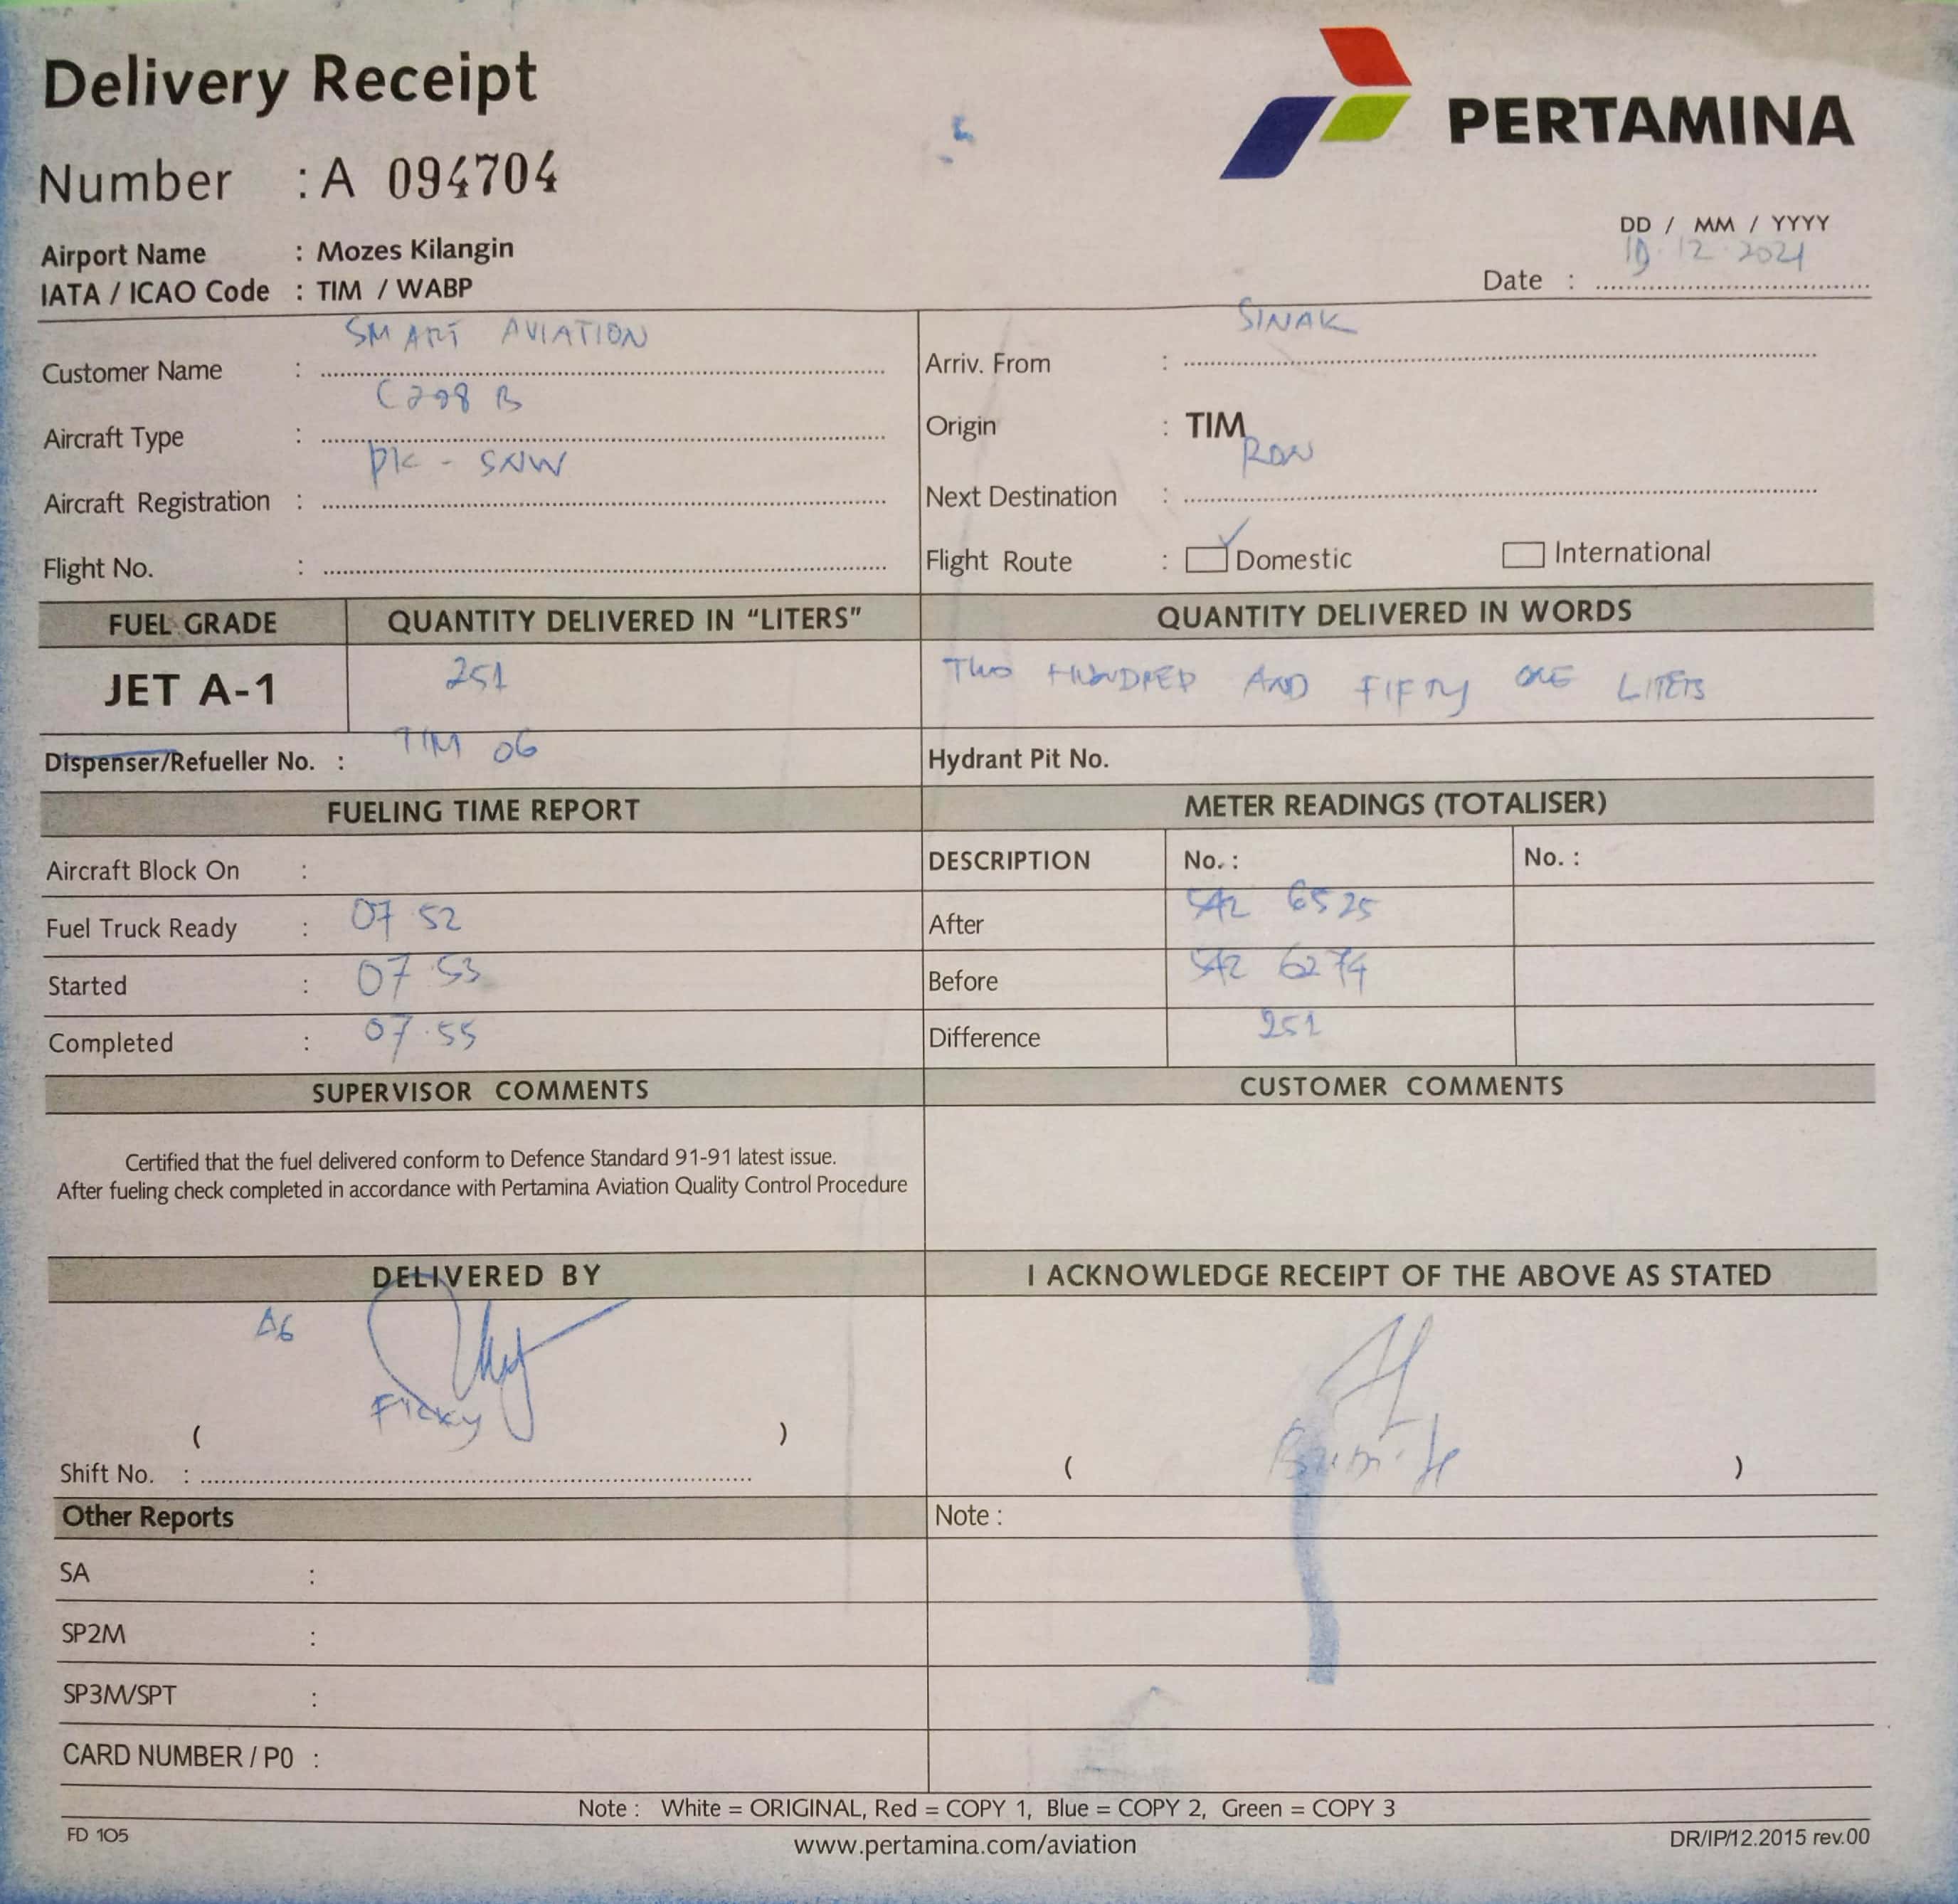 Delivery Receipt
PERTAMINA
Number : A 094704
Airport Name : Mozes Kilangin
IATA / ICAO Code : TIM / WABP
DD / MM / YYYY
Date : 12.2021
Customer Name : SMART AVIATION
Aircraft Type : C208 B
Aircraft Registration : PK - SNW
Flight No. :
Arriv. From : SINAK
Origin : TIM
Next Destination : RON
Flight Route : Domestic International
FUEL GRADE QUANTITY DELIVERED IN “LITERS” QUANTITY DELIVERED IN WORDS
JET A-1 251 TWO HUNDRED AND FIFTY ONE LITERS
Dispenser/Refueller No. : TIM 06 Hydrant Pit No.
FUELING TIME REPORT METER READINGS (TOTALISER)
Aircraft Block On : DESCRIPTION No. : No. :
Fuel Truck Ready : 07 52 After 542 6525
Started : 07 53 Before 542 6274
Completed : 07.55 Difference 251
SUPERVISOR COMMENTS CUSTOMER COMMENTS
Certified that the fuel delivered conform to Defence Standard 91-91 latest issue.
After fueling check completed in accordance with Pertamina Aviation Quality Control Procedure
DELIVERED BY I ACKNOWLEDGE RECEIPT OF THE ABOVE AS STATED
Ficky
( ) ( )
Shift No. :
Other Reports Note :
SA :
SP2M :
SP3M/SPT :
CARD NUMBER / P0 :
Note : White = ORIGINAL, Red = COPY 1, Blue = COPY 2, Green = COPY 3
FD 105 www.pertamina.com/aviation DR/IP/12.2015 rev.00